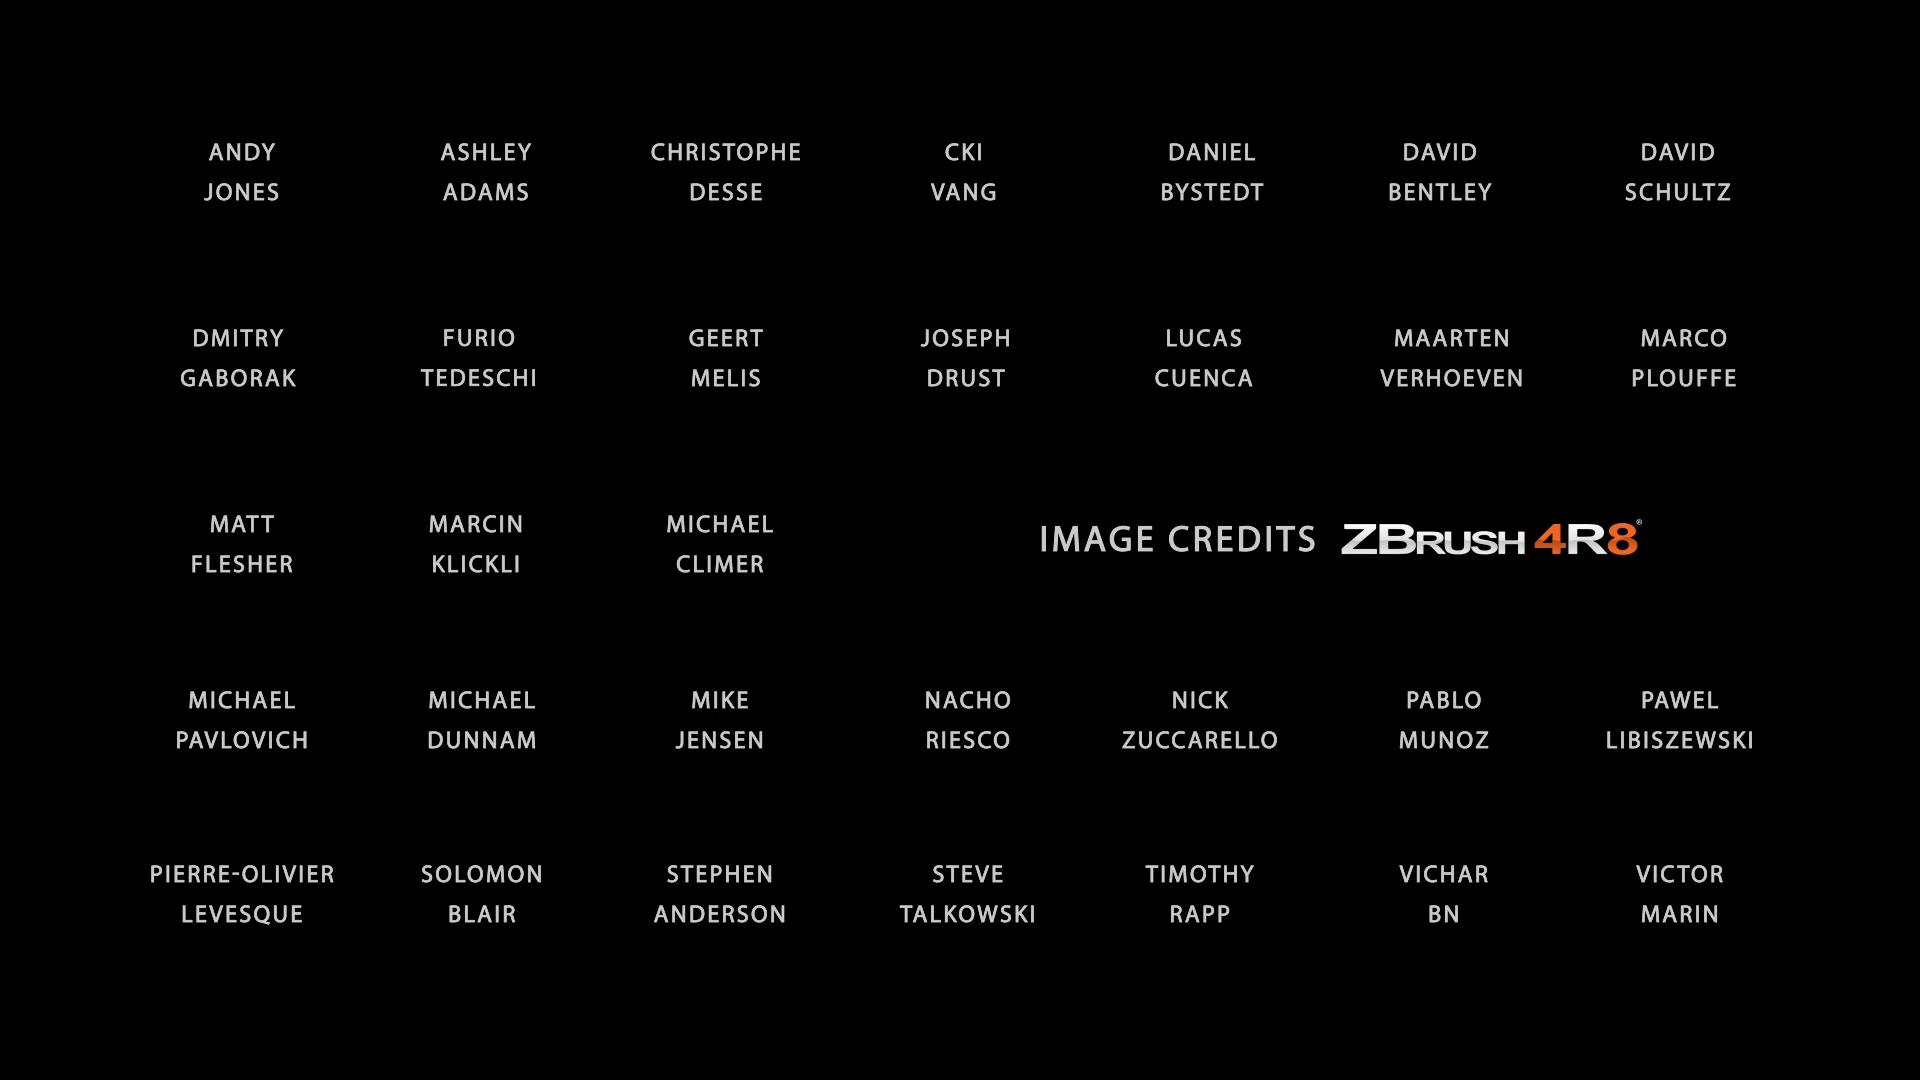 ANDY
JONES
ASHLEY
ADAMS
CHRISTOPHE
DESSE
CKI
VANG
DANIEL
BYSTEDT
DAVID
BENTLEY
DAVID
SCHULTZ
DMITRY
GABORAK
FURIO
TEDESCHI
GEERT
MELIS
JOSEPH
DRUST
LUCAS
CUENCA
MAARTEN
VERHOEVEN
MARCO
PLOUFFE
MATT
FLESHER
MARCIN
KLICKLI
MICHAEL
CLIMER
IMAGE CREDITS ZBRUSH 4R8®
MICHAEL
PAVLOVICH
MICHAEL
DUNNAM
MIKE
JENSEN
NACHO
RIESCO
NICK
ZUCCARELLO
PABLO
MUNOZ
PAWEL
LIBISZEWSKI
PIERRE-OLIVIER
LEVESQUE
SOLOMON
BLAIR
STEPHEN
ANDERSON
STEVE
TALKOWSKI
TIMOTHY
RAPP
VICHAR
BN
VICTOR
MARIN